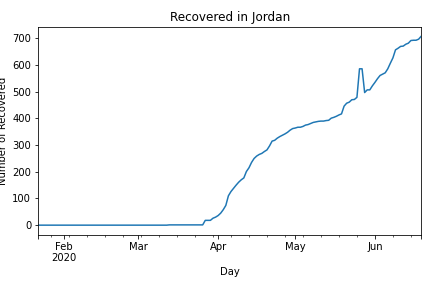 Recovered in Jordan
Number of Recovered
700
600
500
400
300
200
100
0
Feb
2020
Mar
Apr
May
Jun
Day